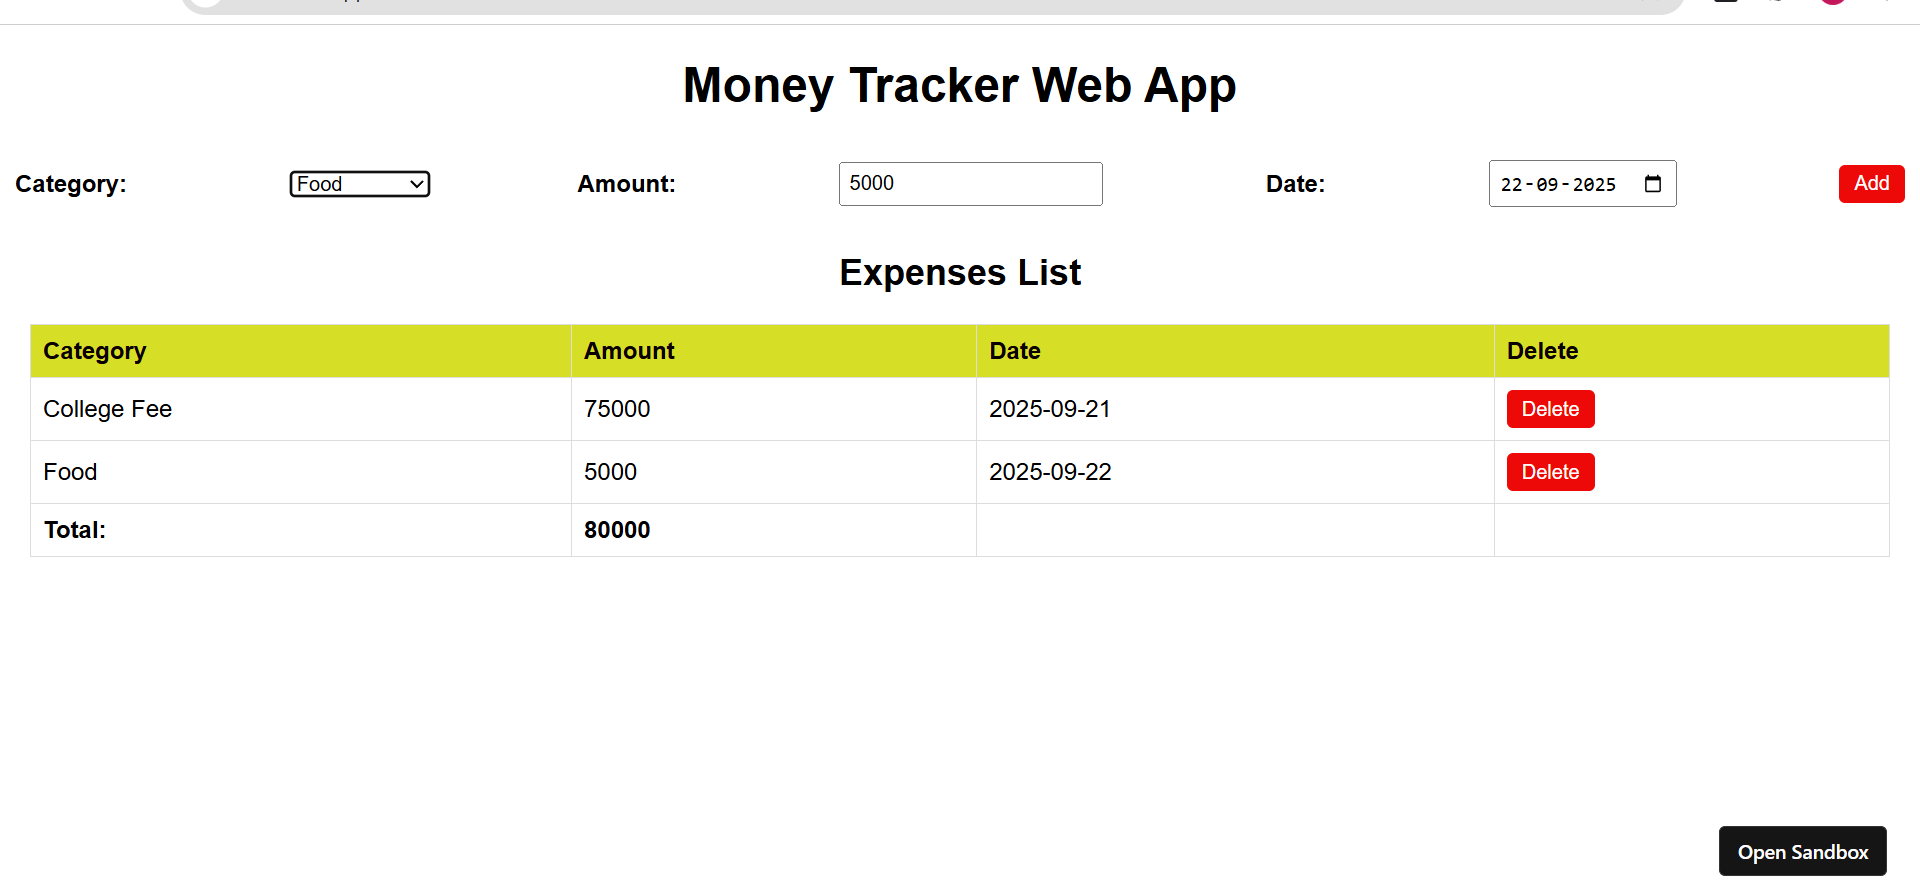 Money Tracker Web App
Category: Food Amount: 5000 Date: 22-09-2025 Add
Expenses List
Category Amount Date Delete
College Fee 75000 2025-09-21 Delete
Food 5000 2025-09-22 Delete
Total: 80000
Open Sandbox